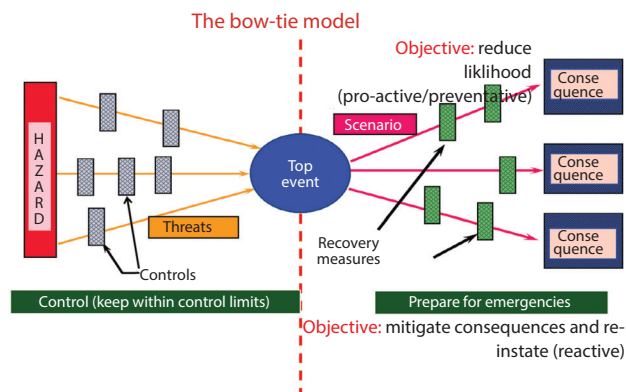 The bow-tie model
Objective: reduce
liklihood
(pro-active/preventative)
HAZARD
Scenario
Top
event
Threats
Controls
Recovery
measures
Conse
quence
Conse
quence
Conse
quence
Control (keep within control limits)
Prepare for emergencies
Objective: mitigate consequences and re-
instate (reactive)